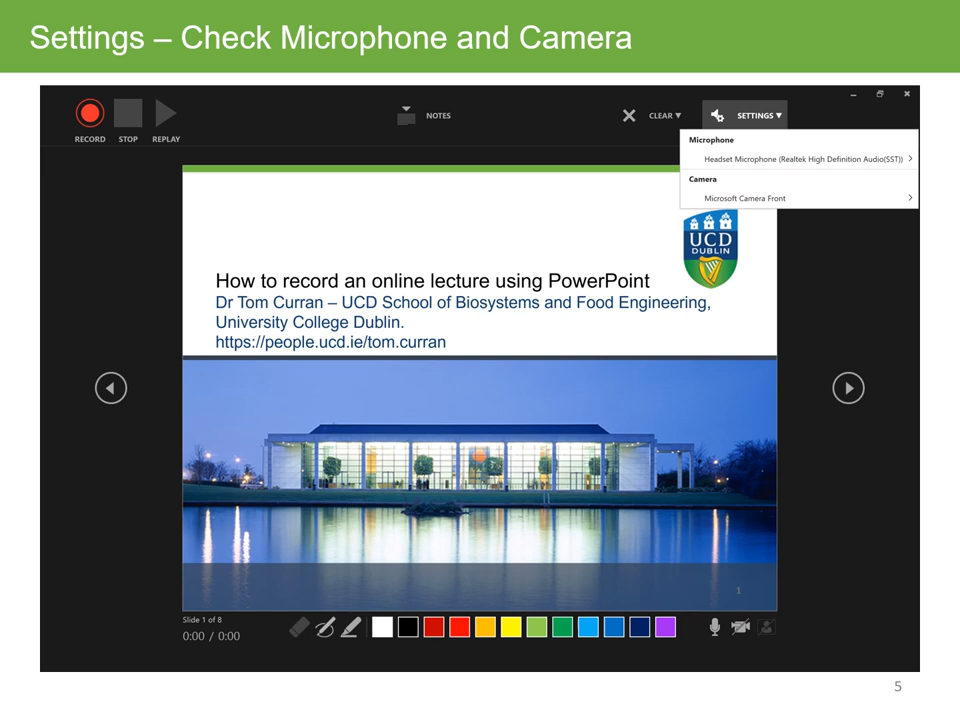 Settings – Check Microphone and Camera
RECORD STOP REPLAY
NOTES
CLEAR ▼
SETTINGS ▼
Microphone
Headset Microphone (Realtek High Definition Audio(SST))
Camera
Microsoft Camera Front
UCD
DUBLIN
How to record an online lecture using PowerPoint
Dr Tom Curran – UCD School of Biosystems and Food Engineering,
University College Dublin.
https://people.ucd.ie/tom.curran
1
Slide 1 of 8
0:00 / 0:00
5